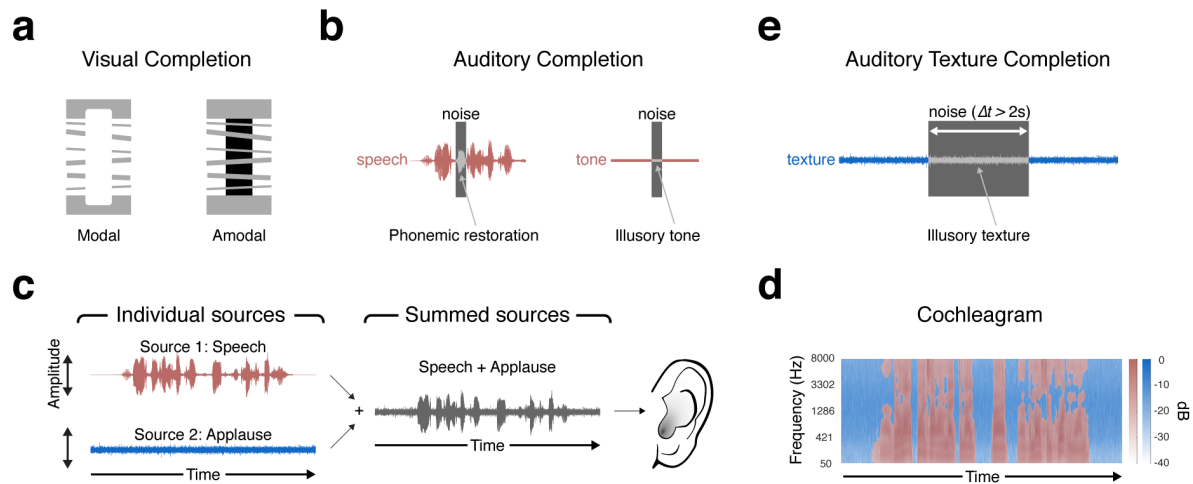 a
Visual Completion
Modal
Amodal
b
Auditory Completion
noise
noise
speech
tone
Phonemic restoration
Illusory tone
e
Auditory Texture Completion
noise (Δt > 2s)
texture
Illusory texture
c
Individual sources
Summed sources
Amplitude
Source 1: Speech
Source 2: Applause
Time
+
Speech + Applause
Time
d
Cochleagram
Frequency (Hz)
8000
3302
1286
421
50
Time
0
-10
-20
-30
-40
dB